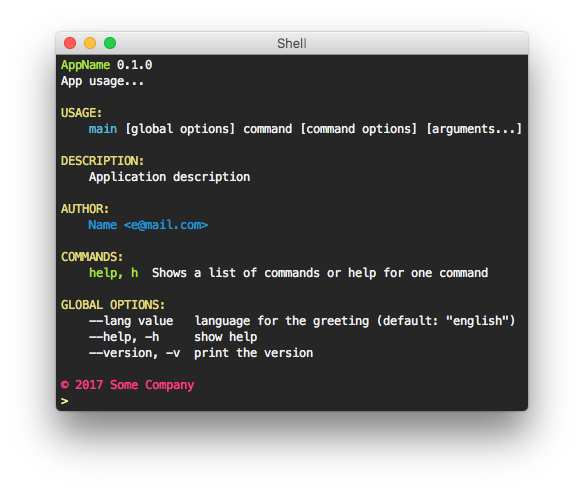 Shell
AppName 0.1.0
App usage...
USAGE:
main [global options] command [command options] [arguments...]
DESCRIPTION:
Application description
AUTHOR:
Name <e@mail.com>
COMMANDS:
help, h  Shows a list of commands or help for one command
GLOBAL OPTIONS:
--lang value   language for the greeting (default: "english")
--help, -h     show help
--version, -v  print the version
© 2017 Some Company
>